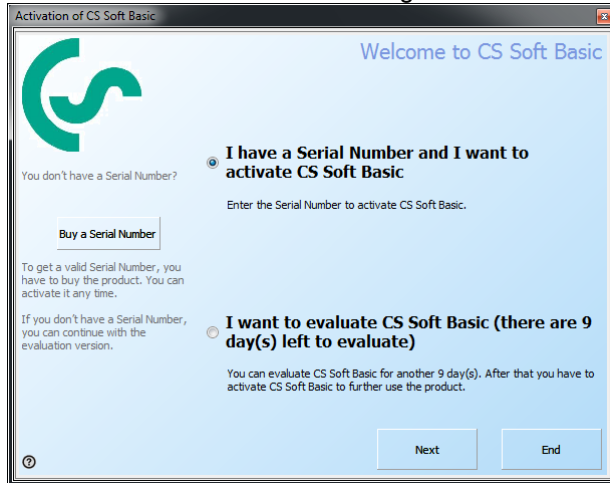 Activation of CS Soft Basic
Welcome to CS Soft Basic
You don't have a Serial Number?
Buy a Serial Number
To get a valid Serial Number, you
have to buy the product. You can
activate it any time.
If you don't have a Serial Number,
you can continue with the
evaluation version.
I have a Serial Number and I want to
activate CS Soft Basic
Enter the Serial Number to activate CS Soft Basic.
I want to evaluate CS Soft Basic (there are 9
day(s) left to evaluate)
You can evaluate CS Soft Basic for another 9 day(s). After that you have to
activate CS Soft Basic to further use the product.
Next
End